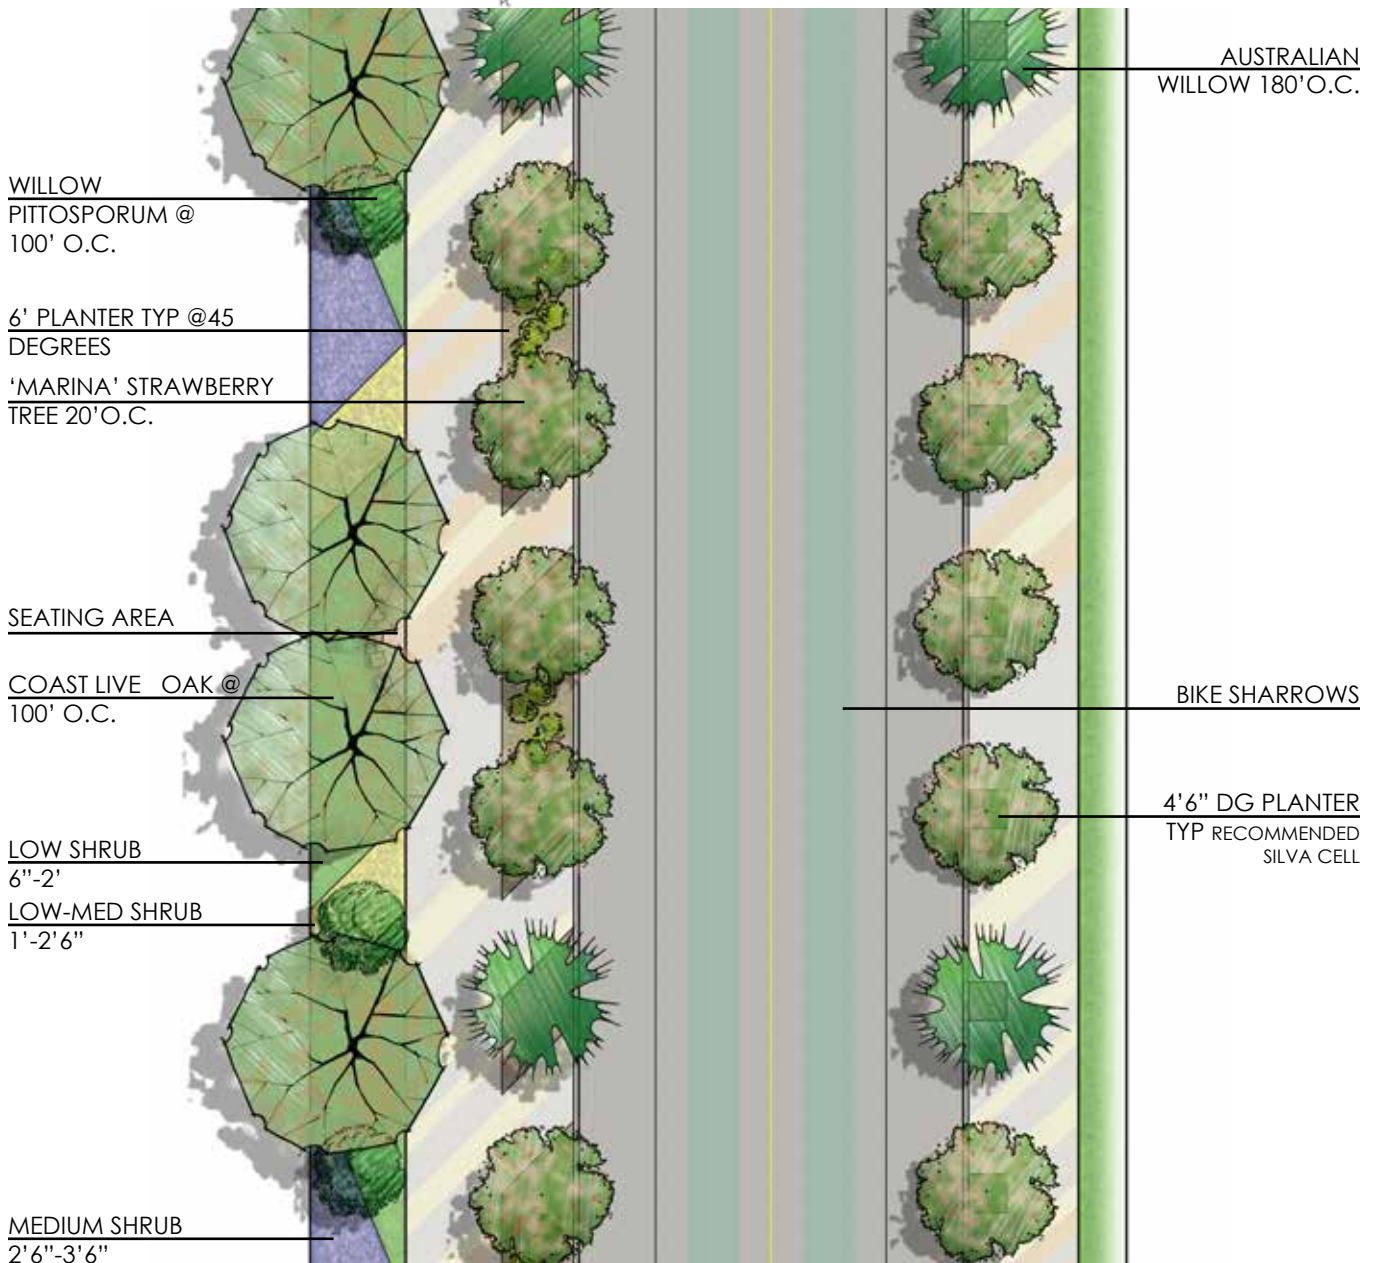 AUSTRALIAN
WILLOW 180'O.C.
WILLOW
PITTOSPORUM @
100' O.C.
6' PLANTER TYP @45
DEGREES
‘MARINA’ STRAWBERRY
TREE 20’O.C.
SEATING AREA
COAST LIVE OAK @
100’ O.C.
BIKE SHARROWS
4’6” DG PLANTER
TYP RECOMMENDED
SILVA CELL
LOW SHRUB
6”-2’
LOW-MED SHRUB
1’-2’6”
MEDIUM SHRUB
2’6”-3’6”